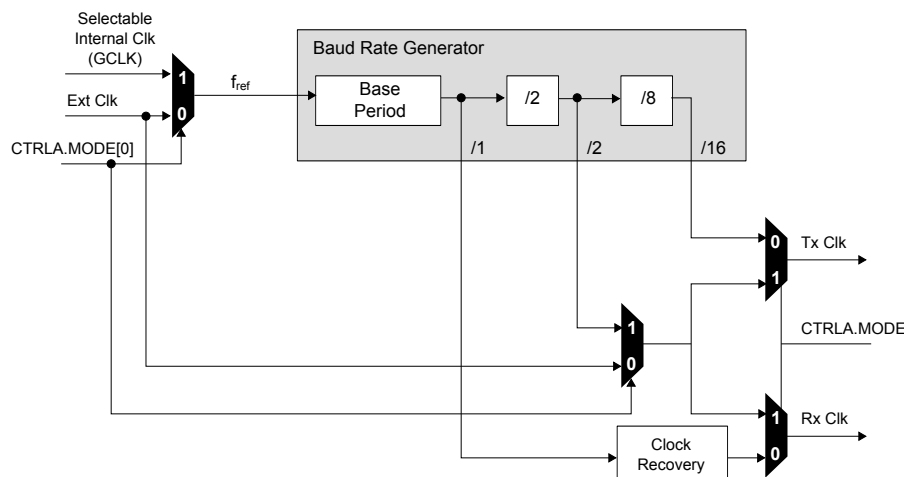 Selectable
Internal Clk
(GCLK)
Baud Rate Generator
1
0
fref
Base
Period
/2
/8
Ext Clk
CTRLA.MODE[0]
/1
/2
/16
0
1
Tx Clk
1
0
CTRLA.MODE
1
0
Rx Clk
Clock
Recovery